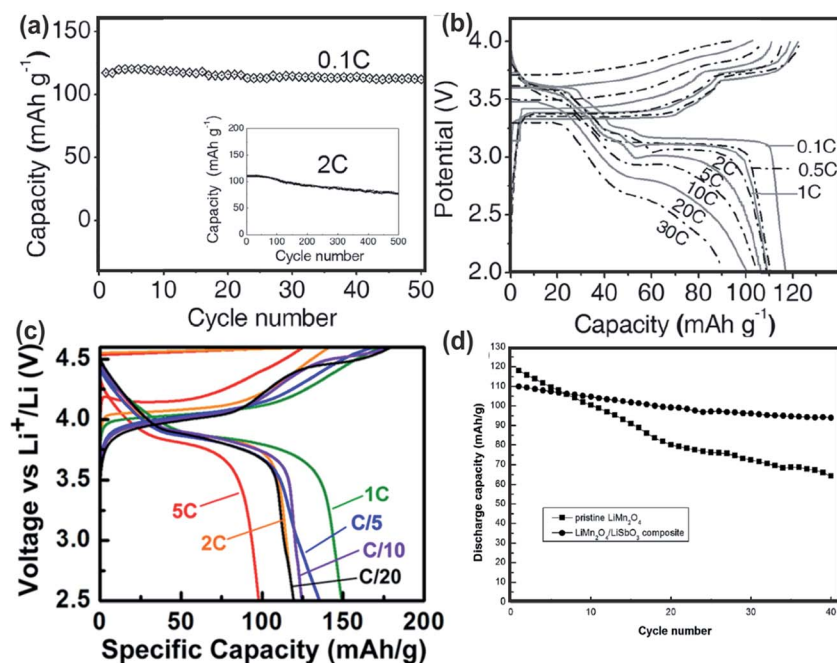 (a)
150
100
50
0
Capacity (mAh g⁻¹)
0.1C
200
150
100
50
0
Capacity (mAh g⁻¹)
2C
0 100 200 300 400 500
Cycle number
0 10 20 30 40 50
Cycle number
(b)
4.0
3.5
3.0
2.5
2.0
Potential (V)
0.1C
0.5C
1C
2C
5C
10C
20C
30C
0 20 40 60 80 100 120
Capacity (mAh g⁻¹)
(c)
4.5
4.0
3.5
3.0
2.5
Voltage vs Li⁺/Li (V)
5C
2C
1C
C/5
C/10
C/20
0 50 100 150 200
Specific Capacity (mAh/g)
(d)
130
120
110
100
90
80
70
60
50
40
30
20
10
0
Discharge capacity (mAh/g)
pristine LiMn₂O₄
LiMn₂O₄/LiSbO₃ composite
0 10 20 30 40
Cycle number